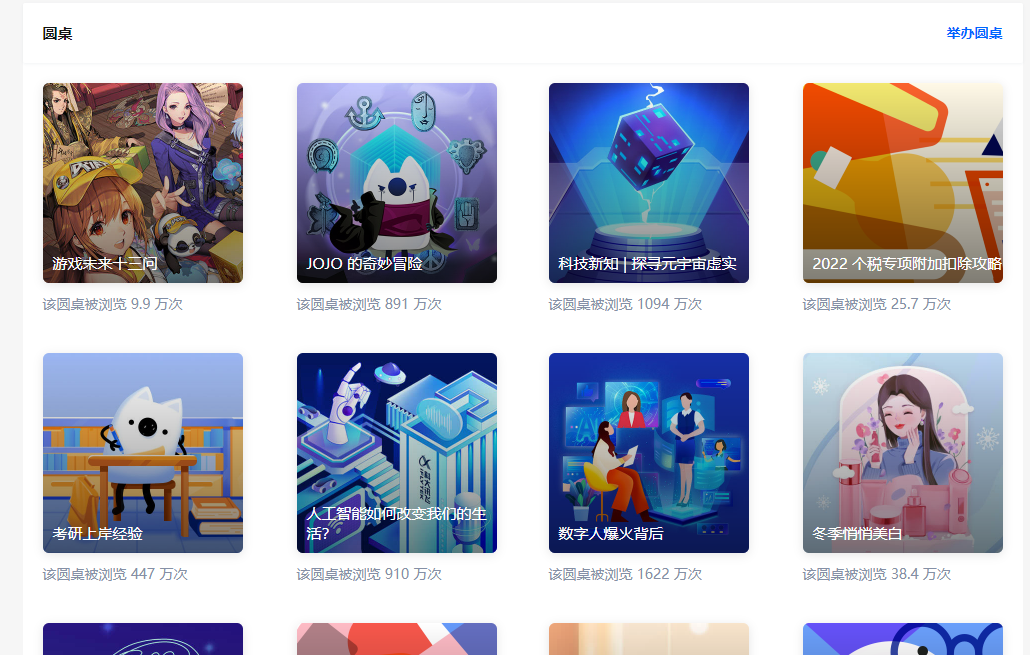 圆桌
举办圆桌
游戏未来十三问
JOJO 的奇妙冒险
科技新知 | 探寻元宇宙虚实
2022 个税专项附加扣除攻略
该圆桌被浏览 9.9 万次
该圆桌被浏览 891 万次
该圆桌被浏览 1094 万次
该圆桌被浏览 25.7 万次
AI
科大讯飞
考研上岸经验
人工智能如何改变我们的生
活?
数字人爆火背后
冬季悄悄美白
该圆桌被浏览 447 万次
该圆桌被浏览 910 万次
该圆桌被浏览 1622 万次
该圆桌被浏览 38.4 万次